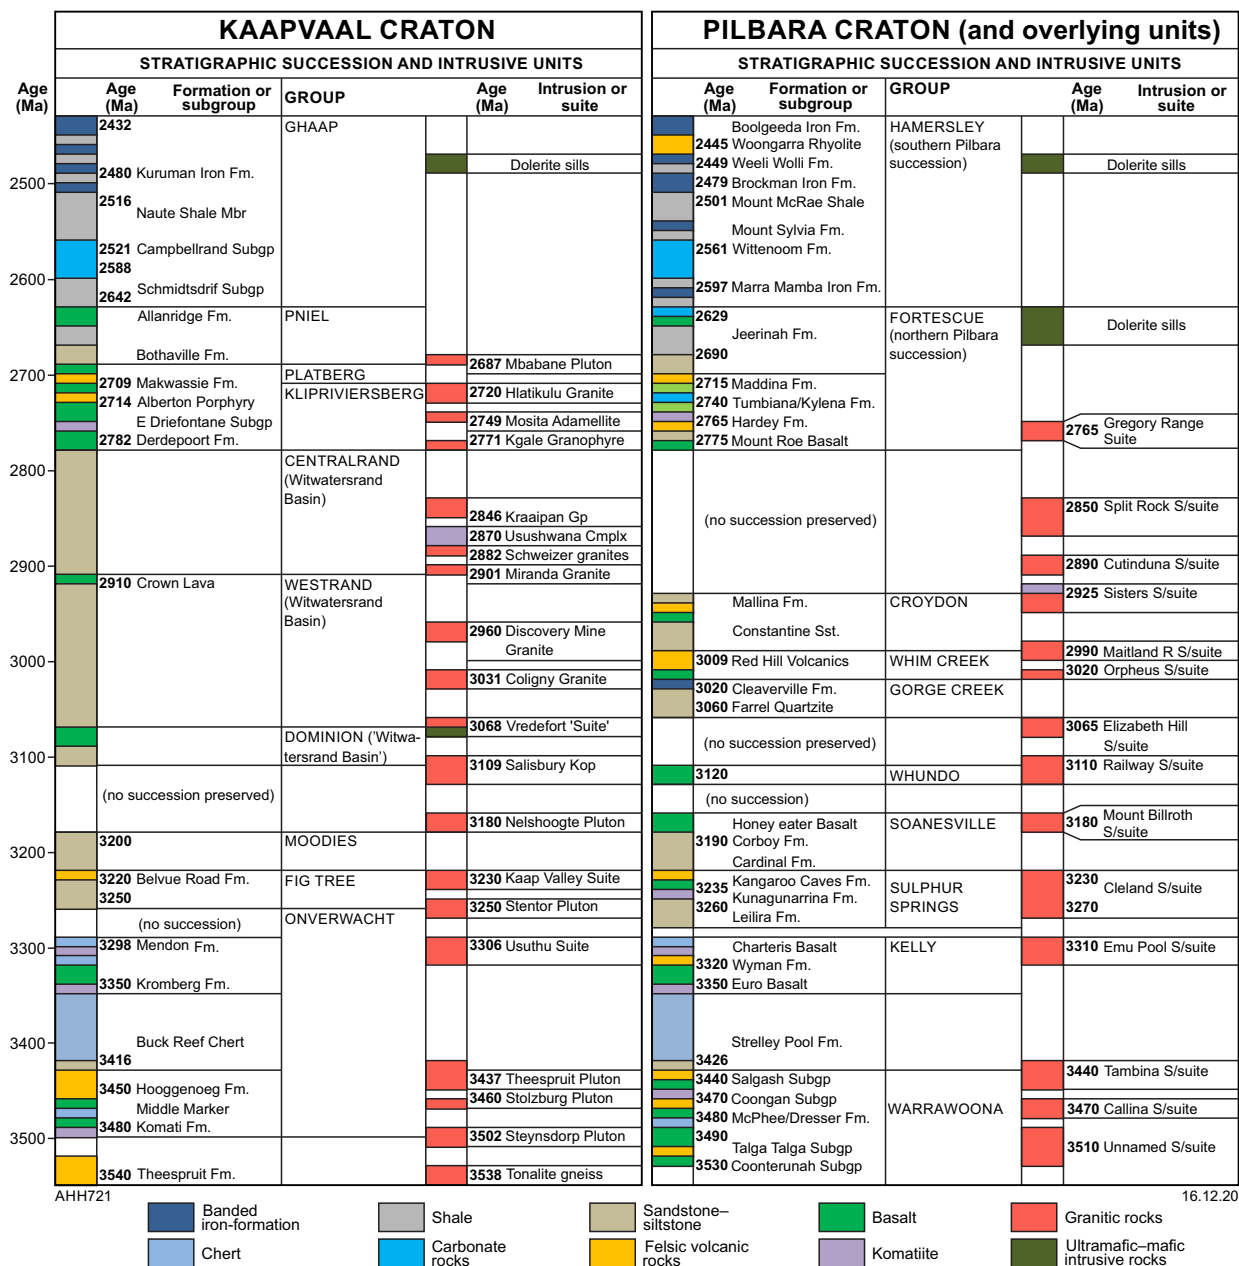 KAAPVAAL CRATON
STRATIGRAPHIC SUCCESSION AND INTRUSIVE UNITS
Age
(Ma)
Age
(Ma)
Formation or
subgroup
GROUP
Age
(Ma)
Intrusion or
suite
2500
2600
2700
2800
2900
3000
3100
3200
3300
3400
3500
2432
2480 Kuruman Iron Fm.
2516
Naute Shale Mbr
2521 Campbellrand Subgp
2588
Schmidtsdrif Subgp
2642
Allanridge Fm.
Bothaville Fm.
2709 Makwassie Fm.
2714 Alberton Porphyry
E Driefontane Subgp
2782 Derdepoort Fm.
2910 Crown Lava
(no succession preserved)
3200
3220 Belvue Road Fm.
3250
(no succession)
3298 Mendon Fm.
3350 Kromberg Fm.
Buck Reef Chert
3416
3450 Hooggenoeg Fm.
Middle Marker
3480 Komati Fm.
3540 Theespruit Fm.
GHAAP
PNIEL
PLATBERG
KLIPRIVIERSBERG
CENTRALRAND
(Witwatersrand
Basin)
WESTRAND
(Witwatersrand
Basin)
DOMINION ('Witwa-
tersrand Basin')
MOODIES
FIG TREE
ONVERWACHT
Dolerite sills
2687 Mbabane Pluton
2720 Hlatikulu Granite
2749 Mosita Adamellite
2771 Kgale Granophyre
2846 Kraaipan Gp
2870 Usushwana Cmplx
2882 Schweizer granites
2901 Miranda Granite
2960 Discovery Mine
Granite
3031 Coligny Granite
3068 Vredefort 'Suite'
3109 Salisbury Kop
3180 Nelshoogte Pluton
3230 Kaap Valley Suite
3250 Stentor Pluton
3306 Usuthu Suite
3437 Theespruit Pluton
3460 Stolzburg Pluton
3502 Steynsdorp Pluton
3538 Tonalite gneiss
PILBARA CRATON (and overlying units)
STRATIGRAPHIC SUCCESSION AND INTRUSIVE UNITS
Age
(Ma)
Formation or
subgroup
GROUP
Age
(Ma)
Intrusion or
suite
Boolgeeda Iron Fm.
2445 Woongarra Rhyolite
2449 Weeli Wolli Fm.
2479 Brockman Iron Fm.
2501 Mount McRae Shale
Mount Sylvia Fm.
2561 Wittenoom Fm.
2597 Marra Mamba Iron Fm.
2629
Jeerinah Fm.
2690
2715 Maddina Fm.
2740 Tumbiana/Kylena Fm.
2765 Hardey Fm.
2775 Mount Roe Basalt
(no succession preserved)
Mallina Fm.
Constantine Sst.
3009 Red Hill Volcanics
3020 Cleaverville Fm.
3060 Farrel Quartzite
(no succession preserved)
3120
(no succession)
Honey eater Basalt
3190 Corboy Fm.
Cardinal Fm.
Kangaroo Caves Fm.
3235
Kunagunarrina Fm.
3260
Leilira Fm.
Charteris Basalt
3320 Wyman Fm.
3350 Euro Basalt
Strelley Pool Fm.
3426
3440 Salgash Subgp
3470 Coongan Subgp
3480 McPhee/Dresser Fm.
3490
Talga Talga Subgp
3530 Coonterunah Subgp
HAMERSLEY
(southern Pilbara
succession)
FORTESCUE
(northern Pilbara
succession)
CROYDON
WHIM CREEK
GORGE CREEK
WHUNDO
SOANESVILLE
SULPHUR
SPRINGS
KELLY
WARRAWOONA
Dolerite sills
Dolerite sills
2765 Gregory Range
Suite
2850 Split Rock S/suite
2890 Cutinduna S/suite
2925 Sisters S/suite
2990 Maitland R S/suite
3020 Orpheus S/suite
3065 Elizabeth Hill
S/suite
3110 Railway S/suite
3180 Mount Billroth
S/suite
3230
Cleland S/suite
3270
3310 Emu Pool S/suite
3440 Tambina S/suite
3470 Callina S/suite
3510 Unnamed S/suite
AHH721
16.12.20
Banded
iron-formation
Shale
Sandstone–
siltstone
Basalt
Granitic rocks
Chert
Carbonate
rocks
Felsic volcanic
rocks
Komatiite
Ultramafic–mafic
intrusive rocks